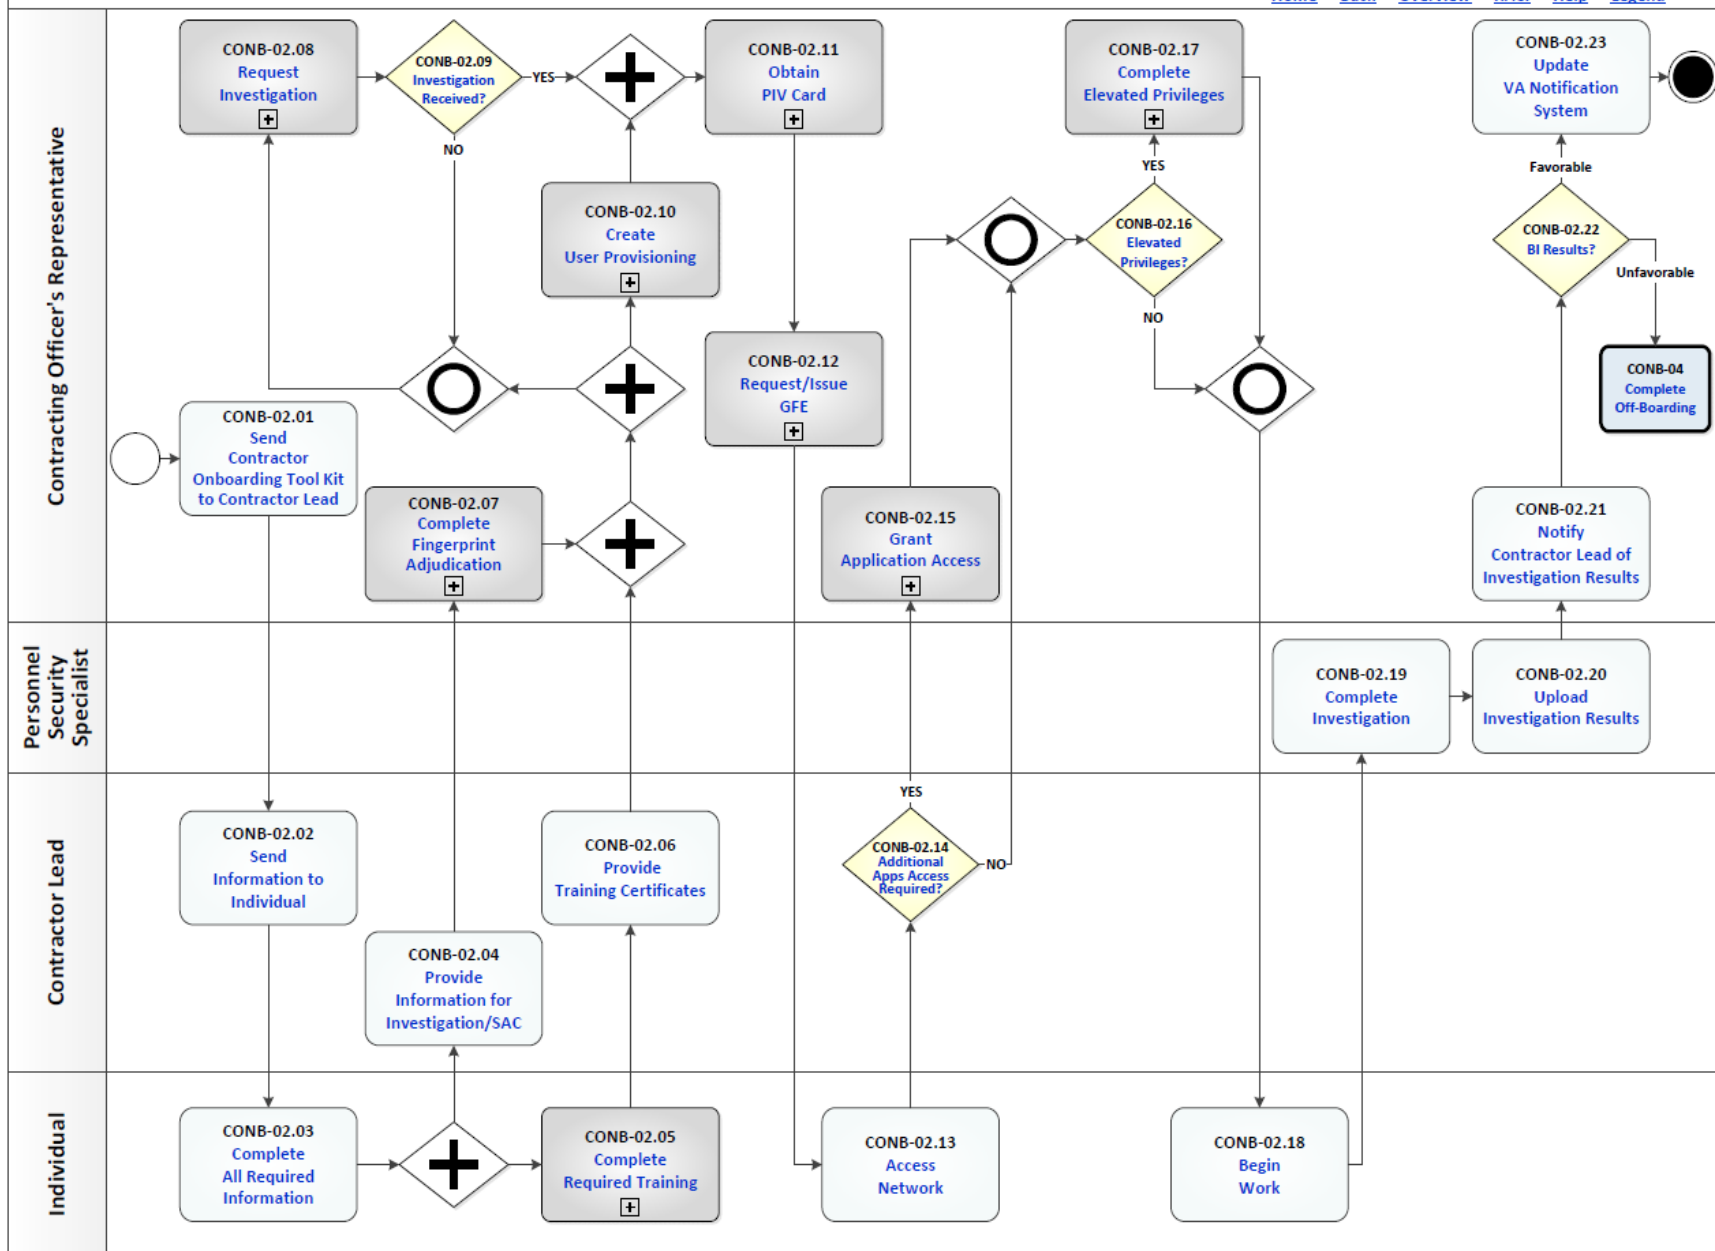 Home Back Overview RACI Help Legend
Contracting Officer's Representative
CONB-02.08
Request
Investigation
CONB-02.09
Investigation
Received?
YES
NO
CONB-02.11
Obtain
PIV Card
CONB-02.17
Complete
Elevated Privileges
CONB-02.23
Update
VA Notification
System
YES
Favorable
CONB-02.10
Create
User Provisioning
CONB-02.16
Elevated
Privileges?
NO
CONB-02.22
BI Results?
Unfavorable
CONB-02.12
Request/Issue
GFE
CONB-04
Complete
Off-Boarding
CONB-02.01
Send
Contractor
Onboarding Tool Kit
to Contractor Lead
CONB-02.07
Complete
Fingerprint
Adjudication
CONB-02.15
Grant
Application Access
CONB-02.21
Notify
Contractor Lead of
Investigation Results
Personnel
Security
Specialist
CONB-02.19
Complete
Investigation
CONB-02.20
Upload
Investigation Results
Contractor Lead
CONB-02.02
Send
Information to
Individual
CONB-02.06
Provide
Training Certificates
YES
CONB-02.14
Additional
Apps Access
Required?
NO
CONB-02.04
Provide
Information for
Investigation/SAC
Individual
CONB-02.03
Complete
All Required
Information
CONB-02.05
Complete
Required Training
CONB-02.13
Access
Network
CONB-02.18
Begin
Work